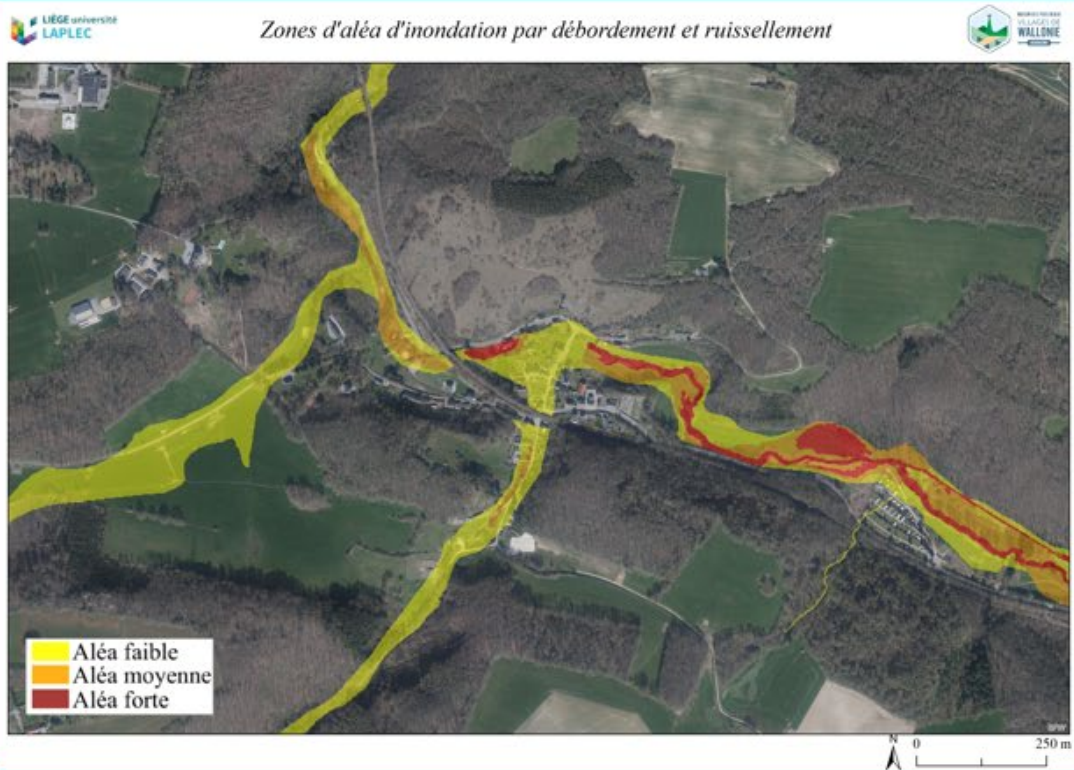 LIÈGE université
LAPLEC
Zones d'aléa d'inondation par débordement et ruissellement
VILLAGES DE
WALLONIE
Aléa faible
Aléa moyenne
Aléa forte
N
0
250 m